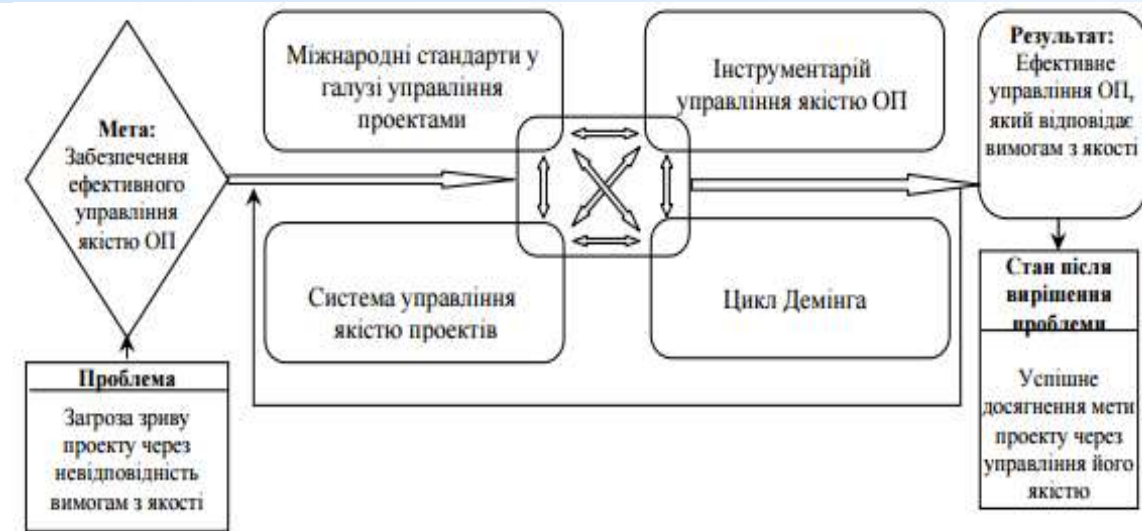 Мета:
Забезпечення
ефективного
управління
якістю ОП
Проблема
Загроза зриву
проекту через
невідповідність
вимогам з якості
Міжнародні стандарти у
галузі управління
проектами
Інструментарій
управління якістю ОП
Система управління
якістю проектів
Цикл Демінга
Результат:
Ефективне
управління ОП,
який відповідає
вимогам з якості
Стан після
вирішення
проблеми
Успішне
досягнення мети
проекту через
управління його
якістю